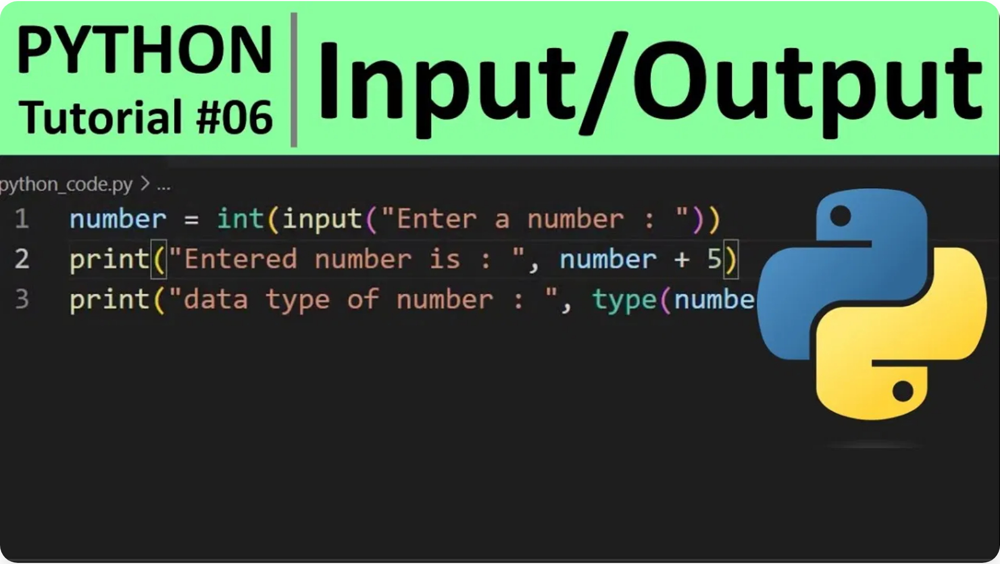 PYTHON
Tutorial #06
Input/Output
python_code.py > ...
1 number = int(input("Enter a number : "))
2 print("Entered number is : ", number + 5)
3 print("data type of number : ", type(numbe